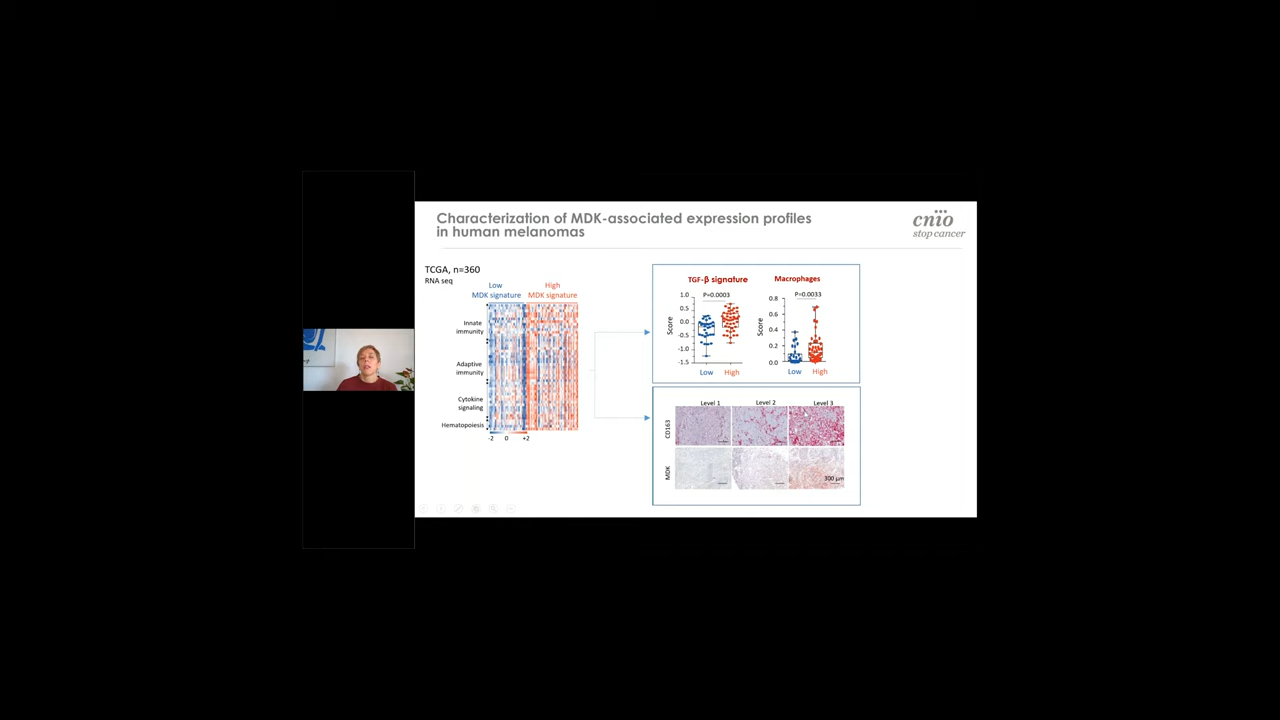 Characterization of MDK-associated expression profiles
in human melanomas
cnio
stop cancer
TCGA, n=360
RNA seq
Low
MDK signature
High
MDK signature
Innate
immunity
Adaptive
immunity
Cytokine
signaling
Hematopoiesis
-2 0 +2
TGF-β signature
P=0.0003
Score
1.0
0.5
0.0
-0.5
-1.0
-1.5
Low High
Macrophages
P=0.0033
Score
0.8
0.6
0.4
0.2
0.0
Low High
Level 1 Level 2 Level 3
CD163
MDK
300 µm